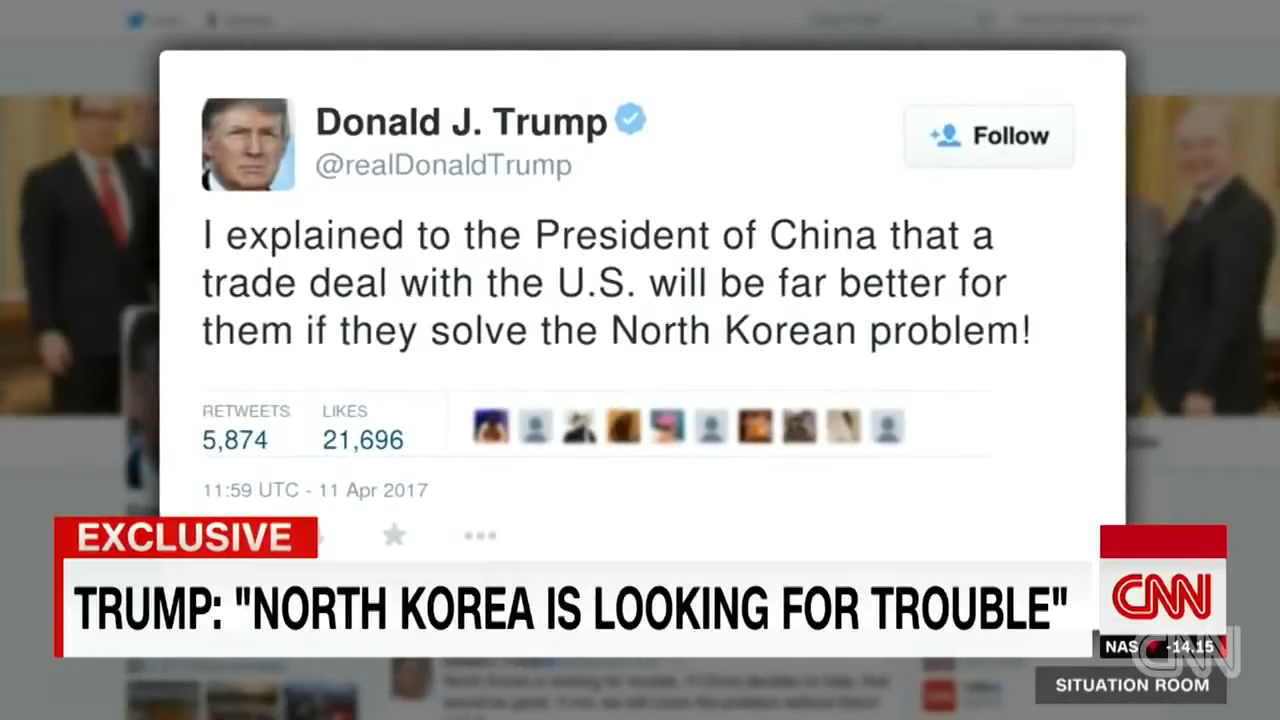 Donald J. Trump
@realDonaldTrump
Follow
I explained to the President of China that a
trade deal with the U.S. will be far better for
them if they solve the North Korean problem!
RETWEETS LIKES
5,874 21,696
11:59 UTC - 11 Apr 2017
EXCLUSIVE
TRUMP: "NORTH KOREA IS LOOKING FOR TROUBLE"
CNN
NAS -14.15
CNN
SITUATION ROOM